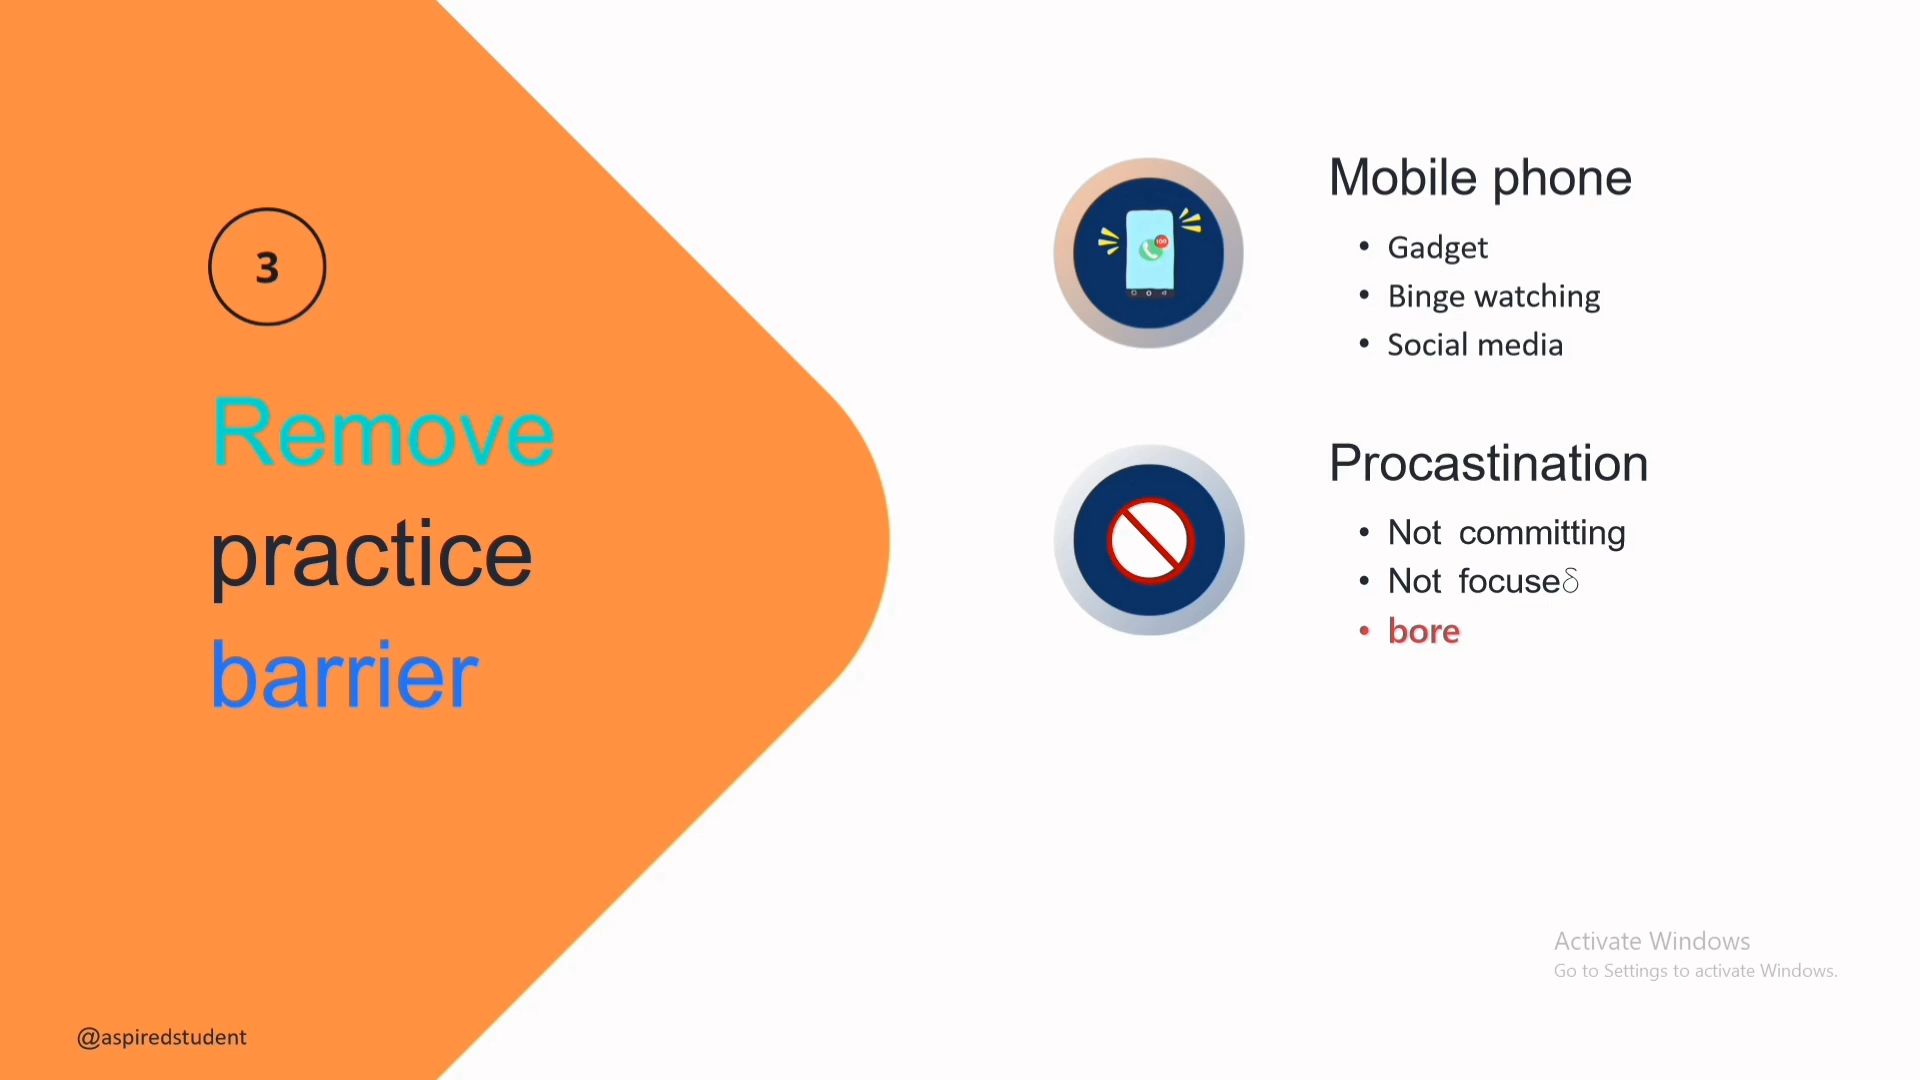 3
Remove
practice
barrier
Mobile phone
• Gadget
• Binge watching
• Social media
Procastination
• Not committing
• Not focuseδ
• bore
100
Activate Windows
Go to Settings to activate Windows.
@aspiredstudent